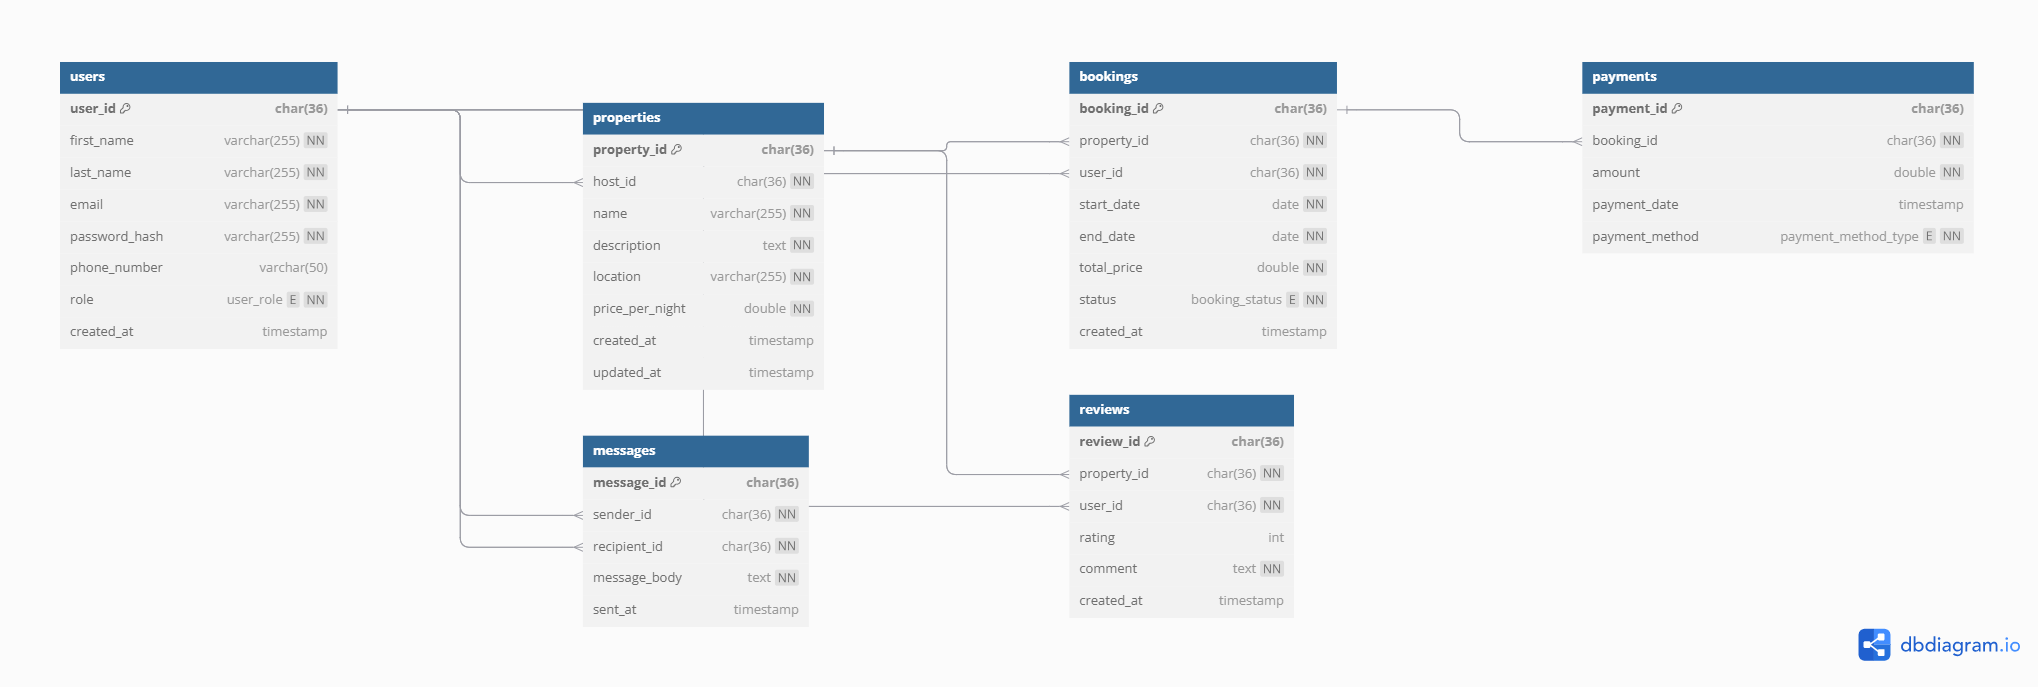 users
user_id char(36)
first_name varchar(255) NN
last_name varchar(255) NN
email varchar(255) NN
password_hash varchar(255) NN
phone_number varchar(50)
role user_role E NN
created_at timestamp
properties
property_id char(36)
host_id char(36) NN
name varchar(255) NN
description text NN
location varchar(255) NN
price_per_night double NN
created_at timestamp
updated_at timestamp
messages
message_id char(36)
sender_id char(36) NN
recipient_id char(36) NN
message_body text NN
sent_at timestamp
bookings
booking_id char(36)
property_id char(36) NN
user_id char(36) NN
start_date date NN
end_date date NN
total_price double NN
status booking_status E NN
created_at timestamp
reviews
review_id char(36)
property_id char(36) NN
user_id char(36) NN
rating int
comment text NN
created_at timestamp
payments
payment_id char(36)
booking_id char(36) NN
amount double NN
payment_date timestamp
payment_method payment_method_type E NN
dbdiagram.io